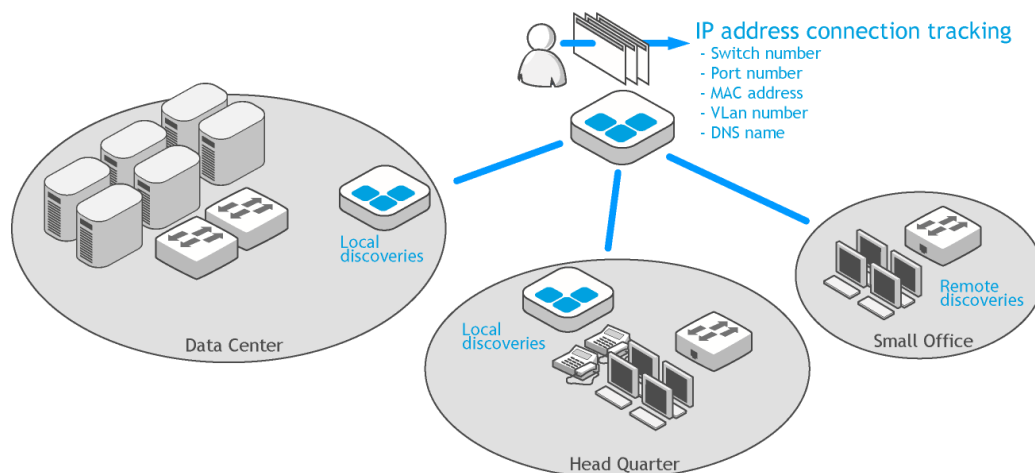 IP address connection tracking
- Switch number
- Port number
- MAC address
- VLan number
- DNS name
Local
discoveries
Data Center
Local
discoveries
Head Quarter
Remote
discoveries
Small Office